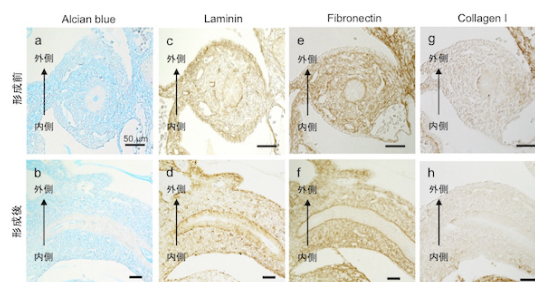 Alcian blue Laminin Fibronectin Collagen I
形成前
a c e g
外側 外側 外側 外側
内側 内側 内側 内側
50 μm
形成後
b d f h
外側 外側 外側 外側
内側 内側 内側 内側